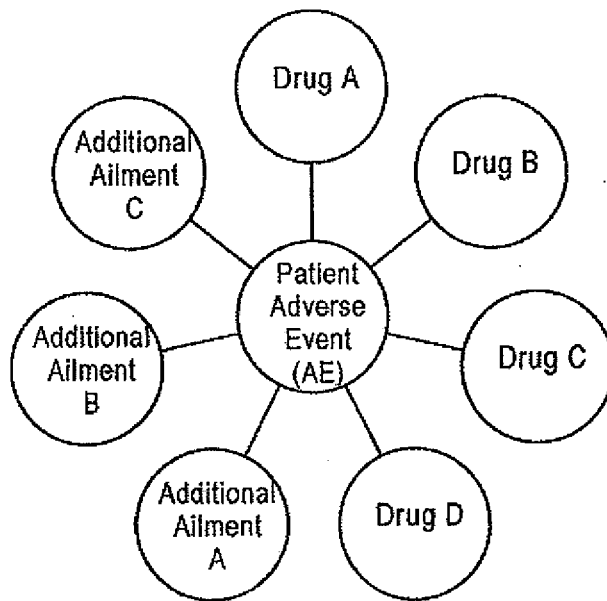 Drug A
Drug B
Drug C
Drug D
Additional
Ailment
A
Additional
Ailment
B
Additional
Ailment
C
Patient
Adverse
Event
(AE)